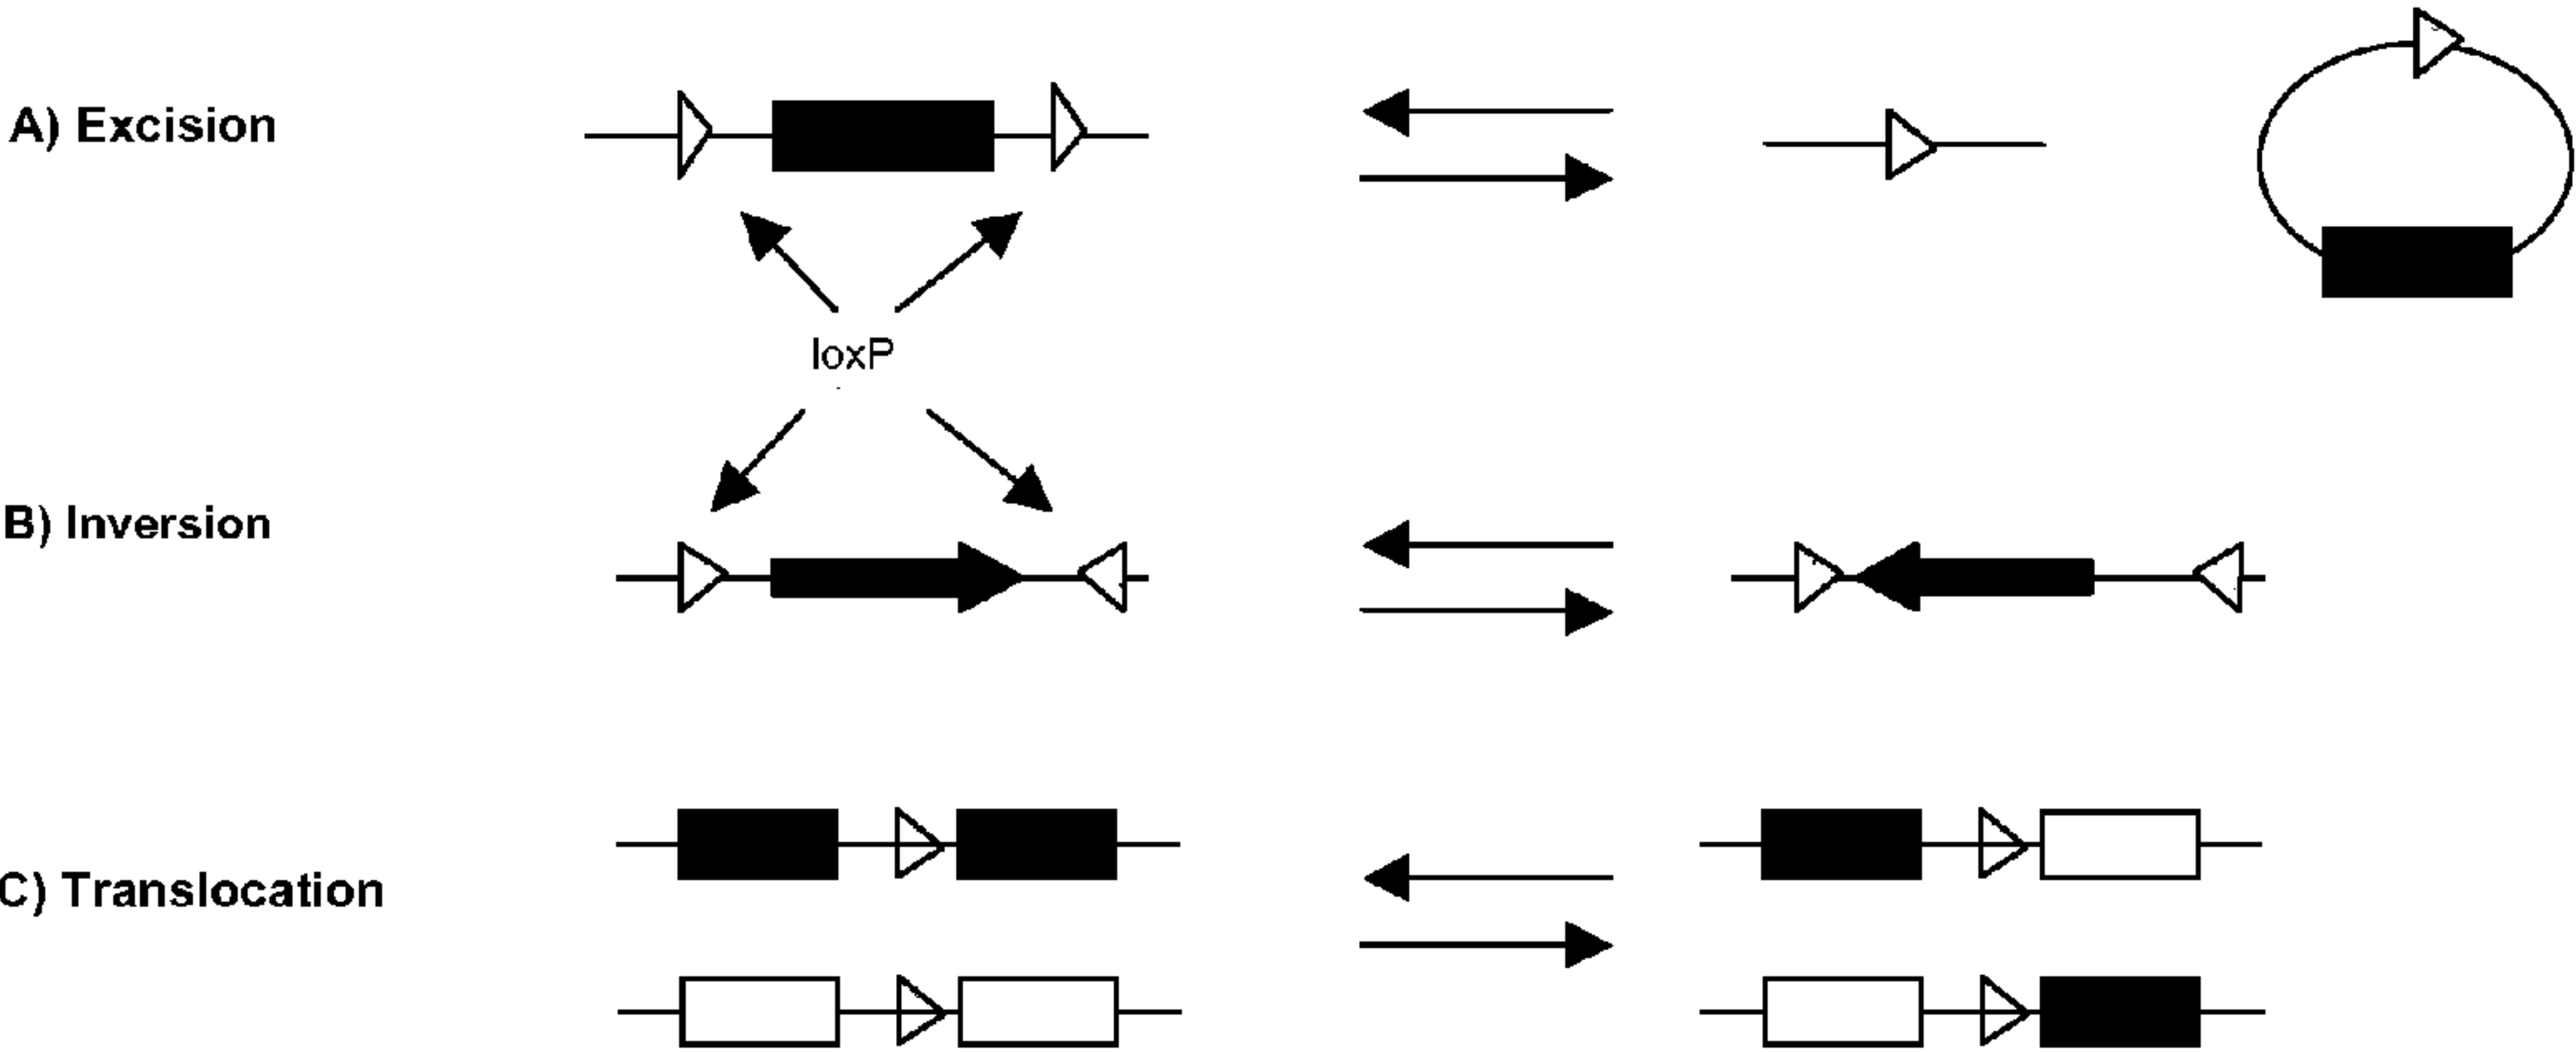 A) Excision
loxP
B) Inversion
C) Translocation